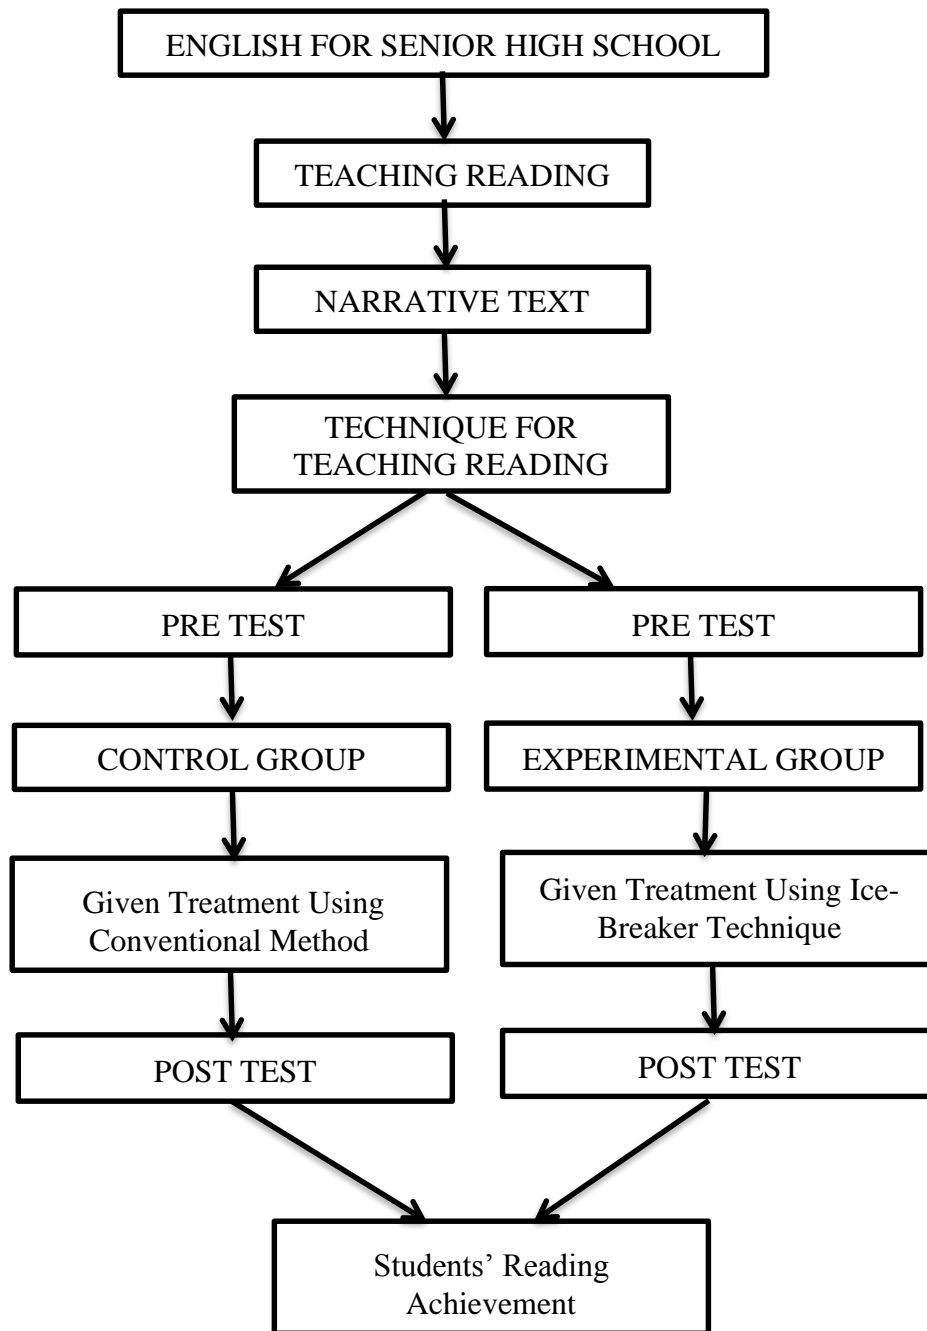 ENGLISH FOR SENIOR HIGH SCHOOL
TEACHING READING
NARRATIVE TEXT
TECHNIQUE FOR
TEACHING READING
PRE TEST
PRE TEST
CONTROL GROUP
EXPERIMENTAL GROUP
Given Treatment Using
Conventional Method
Given Treatment Using Ice-
Breaker Technique
POST TEST
POST TEST
Students’ Reading
Achievement